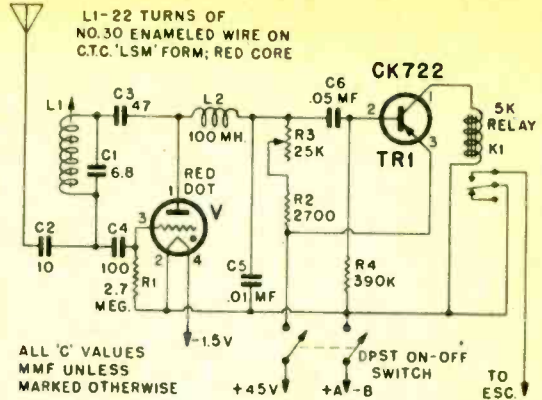 L1-22 TURNS OF
NO.30 ENAMELED WIRE ON
C.T.C. 'LSM' FORM; RED CORE
L1
C3
47
L2
100 MH.
C6
.05 MF
CK722
1
2
3
TR1
5K
RELAY
K1
C1
6.8
RED
DOT
R3
25K
R2
2700
C2
10
C4
100
1
V
3
2
4
R1
2.7
MEG.
C5
.01 MF
R4
390K
-1.5V
ALL 'C' VALUES
MMF UNLESS
MARKED OTHERWISE
DPST ON-OFF
SWITCH
+45V
+A -B
TO
ESC.